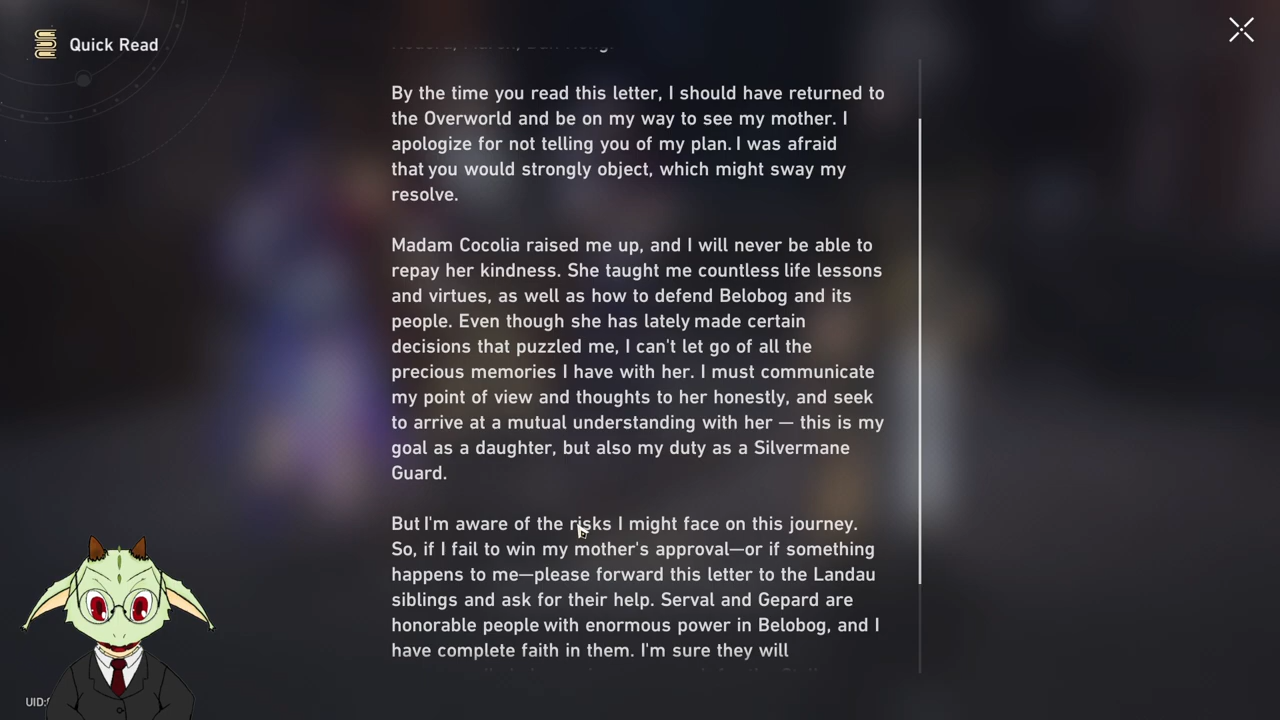 Quick Read
By the time you read this letter, I should have returned to
the Overworld and be on my way to see my mother. I
apologize for not telling you of my plan. I was afraid
that you would strongly object, which might sway my
resolve.
Madam Cocolia raised me up, and I will never be able to
repay her kindness. She taught me countless life lessons
and virtues, as well as how to defend Belobog and its
people. Even though she has lately made certain
decisions that puzzled me, I can't let go of all the
precious memories I have with her. I must communicate
my point of view and thoughts to her honestly, and seek
to arrive at a mutual understanding with her — this is my
goal as a daughter, but also my duty as a Silvermane
Guard.
But I'm aware of the risks I might face on this journey.
So, if I fail to win my mother's approval—or if something
happens to me—please forward this letter to the Landau
siblings and ask for their help. Serval and Gepard are
honorable people with enormous power in Belobog, and I
have complete faith in them. I'm sure they will
UID: